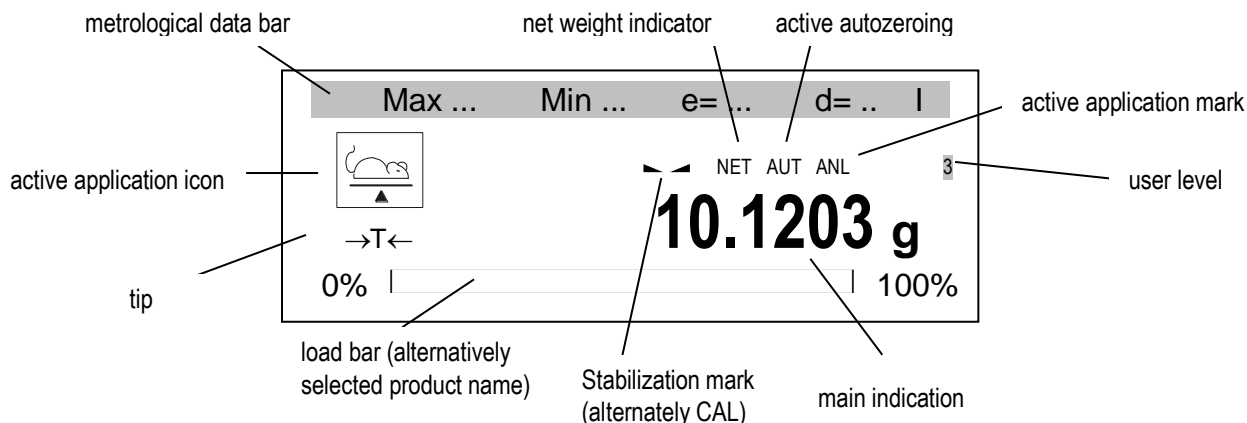 metrological data bar
net weight indicator
active autozeroing
Max ... Min ... e= ... d= .. I
active application mark
active application icon
NET AUT ANL
3
user level
10.1203 g
→T←
tip
0%
100%
load bar (alternatively
selected product name)
Stabilization mark
(alternately CAL)
main indication